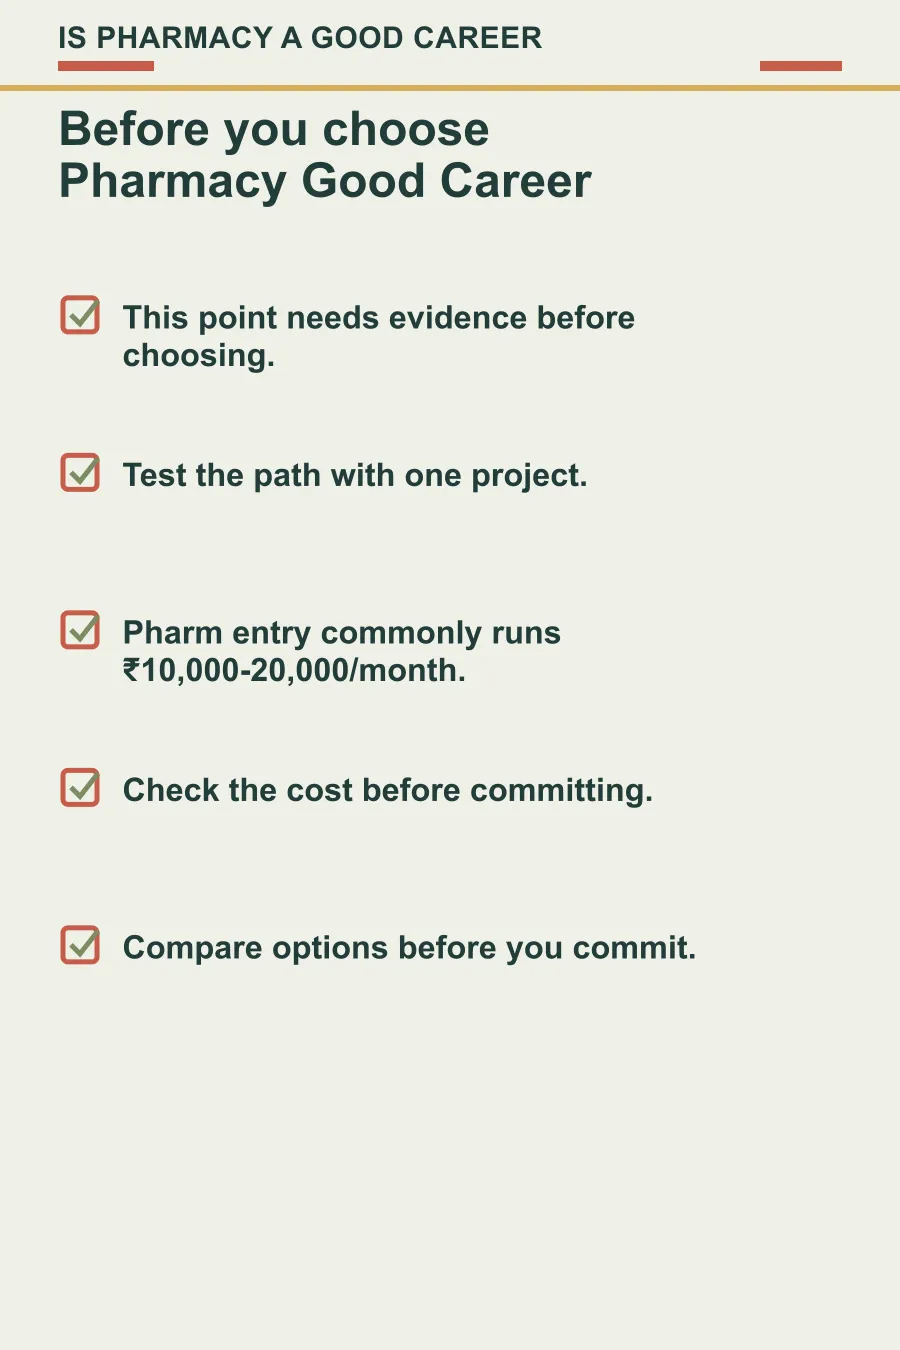 IS PHARMACY A GOOD CAREER
Before you choose
Pharmacy Good Career
This point needs evidence before
choosing.
Test the path with one project.
Pharm entry commonly runs
₹10,000-20,000/month.
Check the cost before committing.
Compare options before you commit.